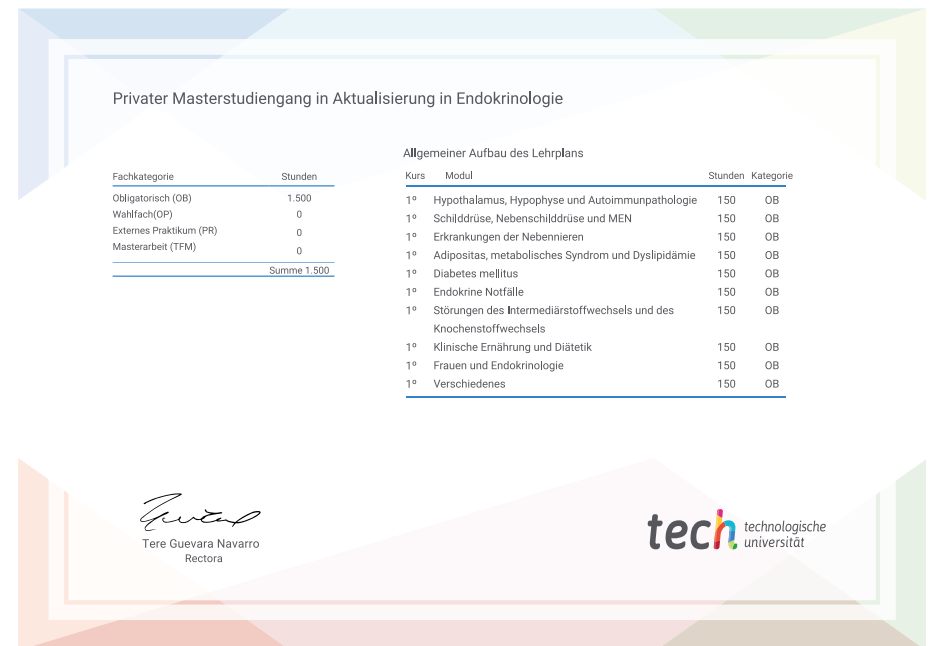 Privater Masterstudiengang in Aktualisierung in Endokrinologie
Fachkategorie Stunden
Obligatorisch (OB) 1.500
Wahlfach(OP) 0
Externes Praktikum (PR) 0
Masterarbeit (TFM) 0
Summe 1.500
Allgemeiner Aufbau des Lehrplans
Kurs Modul Stunden Kategorie
1º Hypothalamus, Hypophyse und Autoimmunpathologie 150 OB
1º Schilddrüse, Nebenschilddrüse und MEN 150 OB
1º Erkrankungen der Nebennieren 150 OB
1º Adipositas, metabolisches Syndrom und Dyslipidämie 150 OB
1º Diabetes mellitus 150 OB
1º Endokrine Notfälle 150 OB
1º Störungen des Intermediärstoffwechsels und des 150 OB
Knochenstoffwechsels
1º Klinische Ernährung und Diätetik 150 OB
1º Frauen und Endokrinologie 150 OB
1º Verschiedenes 150 OB
Tere Guevara Navarro
Rectora
tech technologische
universität